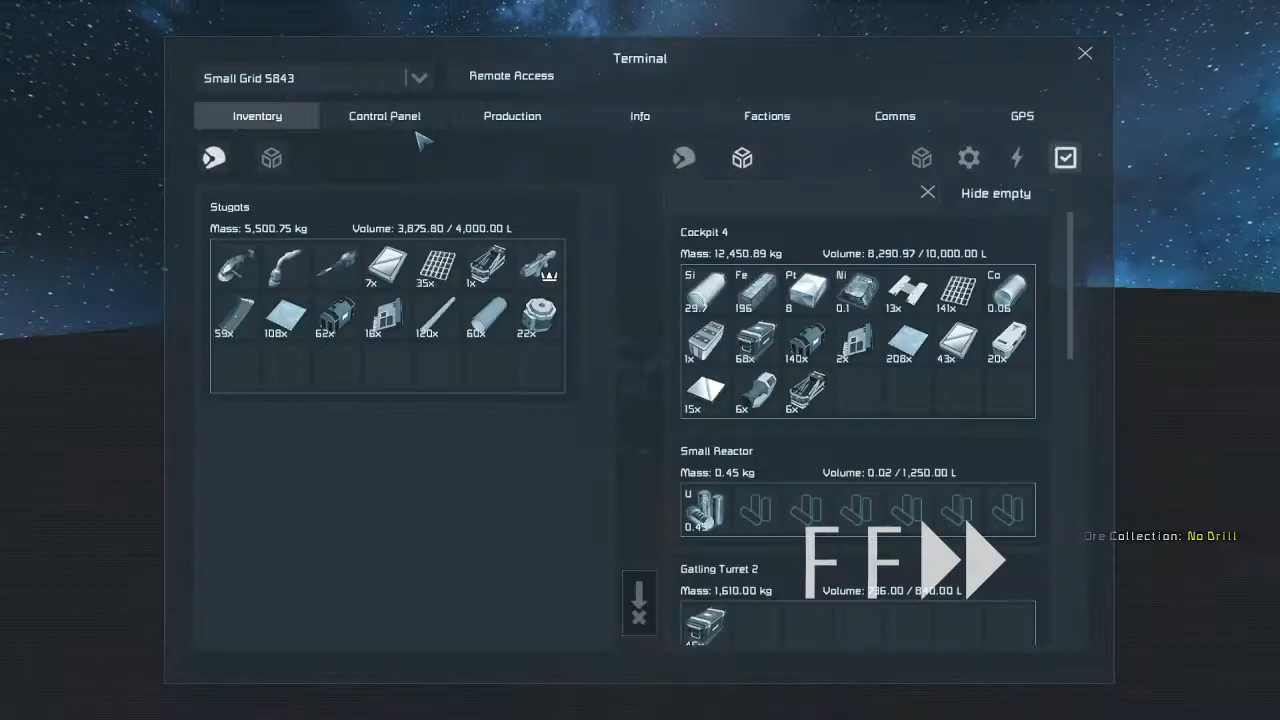 Terminal
Small Grid 5843
Remote Access
Inventory Control Panel Production Info Factions Comms GPS
Hide empty
Stugots
Mass: 5,500.75 kg Volume: 3,875.80 / 4,000.00 L
7x 35x 1x
59x 108x 62x 16x 120x 60x 22x
Cockpit 4
Mass: 12,450.89 kg Volume: 8,290.97 / 10,000.00 L
Si Fe Pt Ni Co
29.7 196 8 0.1 13x 141x 0.06
1x 68x 140x 2x 208x 43x 20x
15x 6x 6x
Small Reactor
Mass: 0.45 kg Volume: 0.02 / 1,250.00 L
U
0.45
FF
Ore Collection: No Drill
Gatling Turret 2
Mass: 1,610.00 kg Volume: 736.00 / 840.00 L